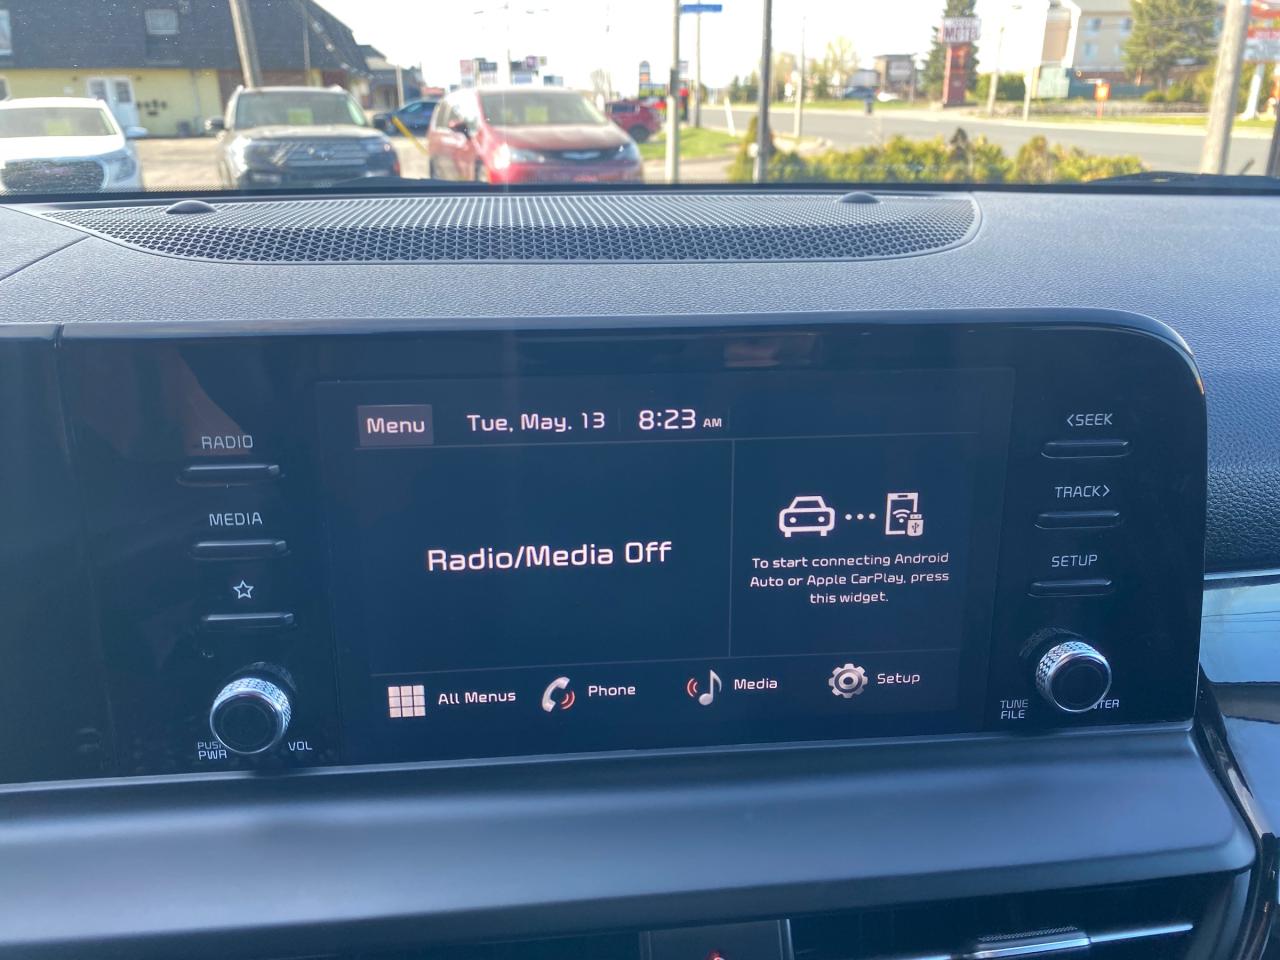 MOTEL
Menu
Tue, May. 13
8:23 AM
RADIO
MEDIA
Radio/Media Off
To start connecting Android
Auto or Apple CarPlay, press
this widget.
All Menus
Phone
Media
Setup
<SEEK
TRACK>
SETUP
PWR
VOL
TUNE
FILE